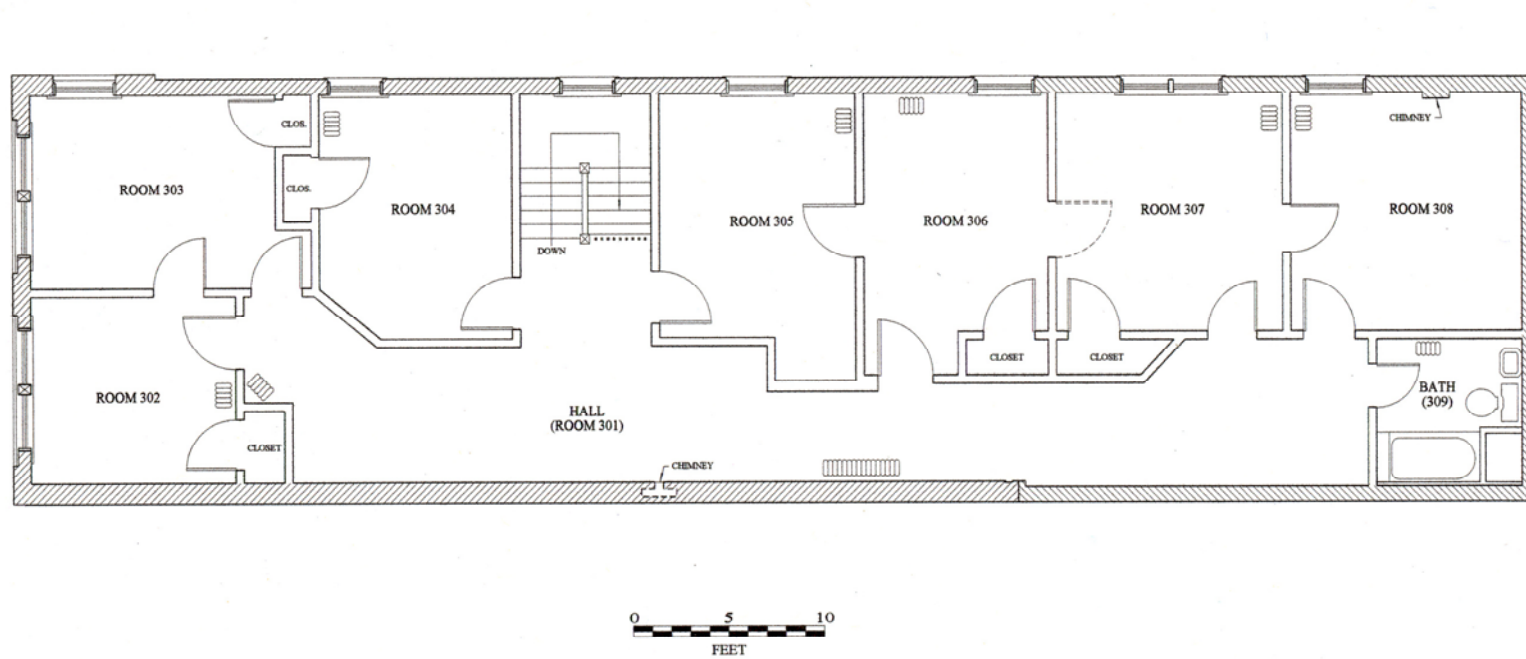 CLOS.
CHIMNEY
ROOM 303
CLOS.
ROOM 304
ROOM 305
ROOM 306
ROOM 307
ROOM 308
DOWN
CLOSET
CLOSET
BATH
(309)
ROOM 302
HALL
(ROOM 301)
CLOSET
CHIMNEY
0 5 10
FEET